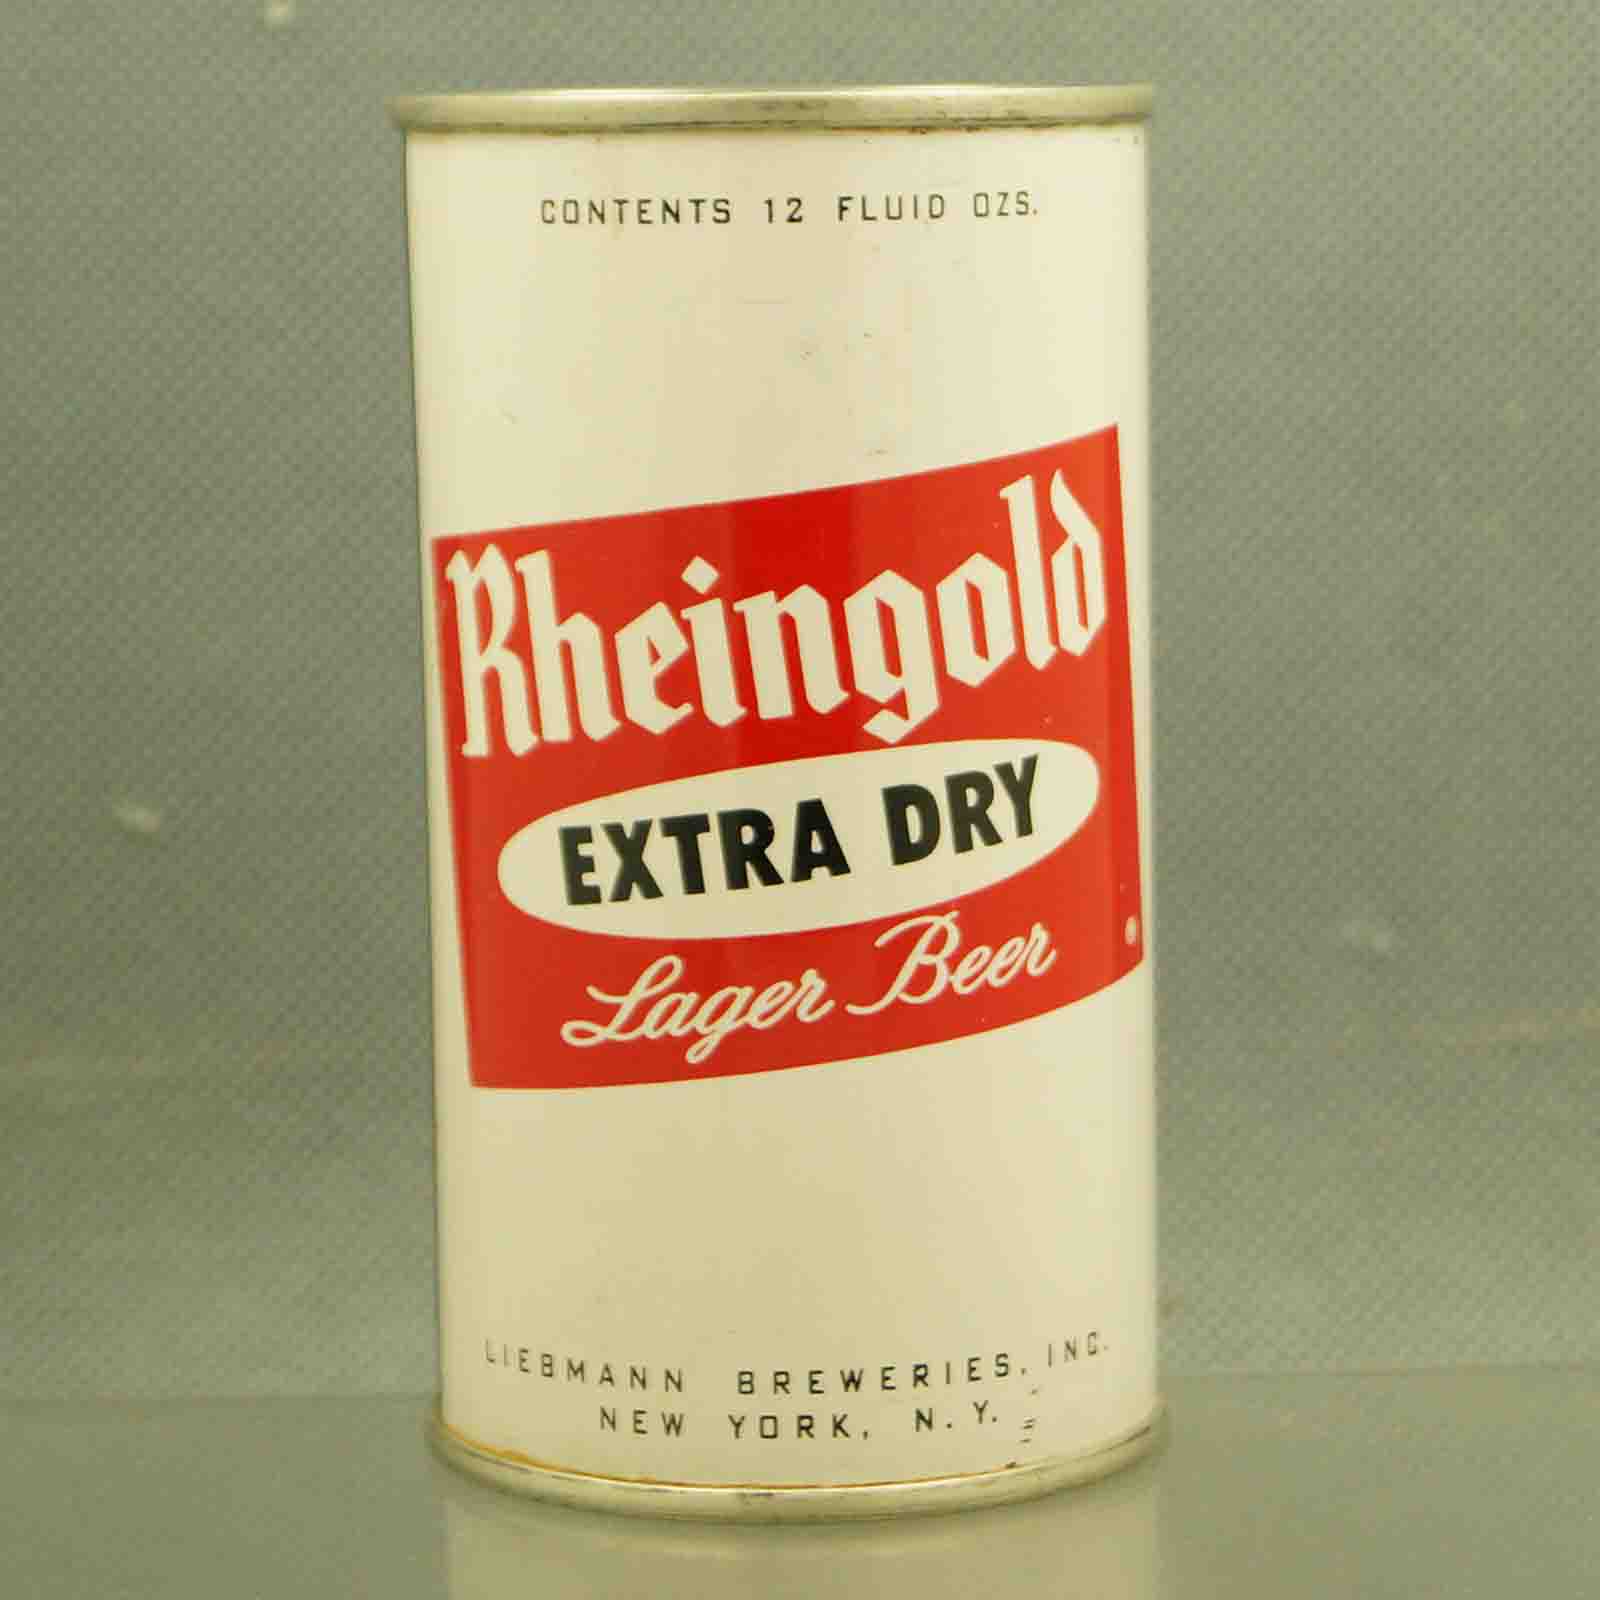 CONTENTS 12 FLUID OZS.
Rheingold
EXTRA DRY
Lager Beer
®
LIEBMANN BREWERIES, INC.
NEW YORK, N.Y.